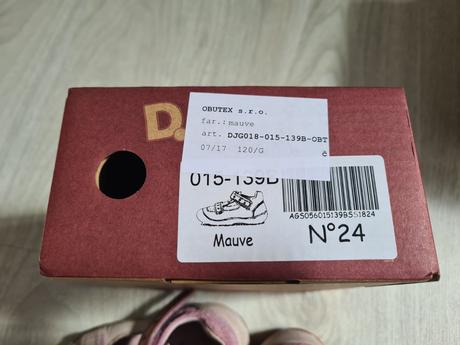 D.
OBUTEX s.r.o.
far.: mauve
art. DJG018-015-139B-OBT
07/17 120/G č
015-139B
AG5056015139B551824
Mauve
N°24